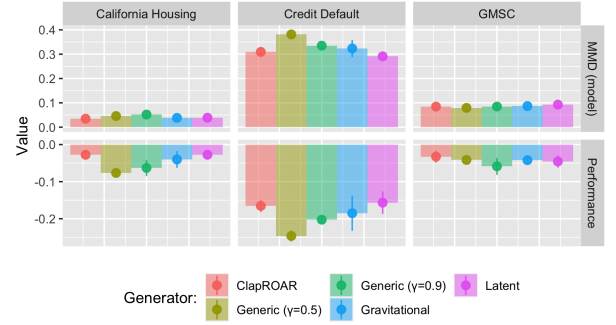 California Housing
Credit Default
GMSC
0.4
0.3
0.2
0.1
0.0
MMD (model)
Value
0.0
-0.1
-0.2
Performance
Generator:
ClapROAR
Generic (γ=0.9)
Latent
Generic (γ=0.5)
Gravitational